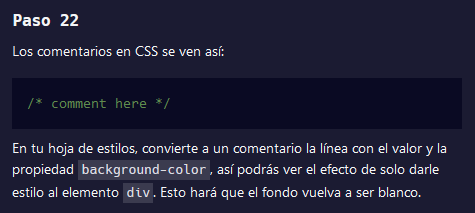 Paso 22
Los comentarios en CSS se ven así:
/* comment here */
En tu hoja de estilos, convierte a un comentario la línea con el valor y la
propiedad background-color, así podrás ver el efecto de solo darle
estilo al elemento div. Esto hará que el fondo vuelva a ser blanco.